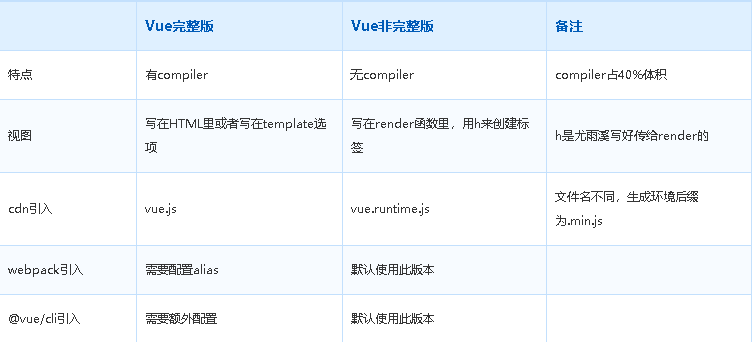 Vue完整版 Vue非完整版 备注
特点 有compiler 无compiler compiler占40%体积
视图 写在HTML里或者写在template选项 写在render函数里，用h来创建标签 h是尤雨溪写好传给render的
cdn引入 vue.js vue.runtime.js 文件名不同，生成环境后缀为.min.js
webpack引入 需要配置alias 默认使用此版本
@vue/cli引入 需要额外配置 默认使用此版本